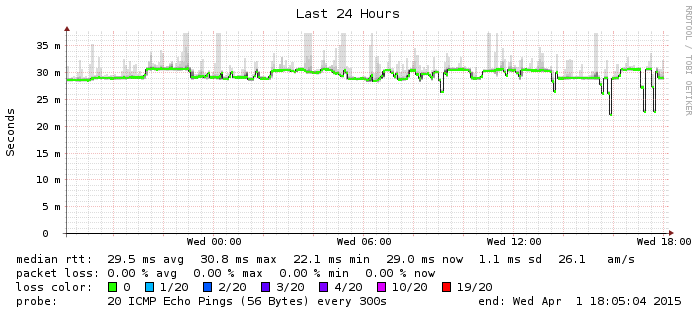 Last 24 Hours
RRDTOOL / TOBI OETIKER
Seconds
35 m
30 m
25 m
20 m
15 m
10 m
5 m
0
Wed 00:00 Wed 06:00 Wed 12:00 Wed 18:00
median rtt: 29.5 ms avg 30.8 ms max 22.1 ms min 29.0 ms now 1.1 ms sd 26.1 am/s
packet loss: 0.00 % avg 0.00 % max 0.00 % min 0.00 % now
loss color: 0 1/20 2/20 3/20 4/20 10/20 19/20
probe: 20 ICMP Echo Pings (56 Bytes) every 300s end: Wed Apr 1 18:05:04 2015